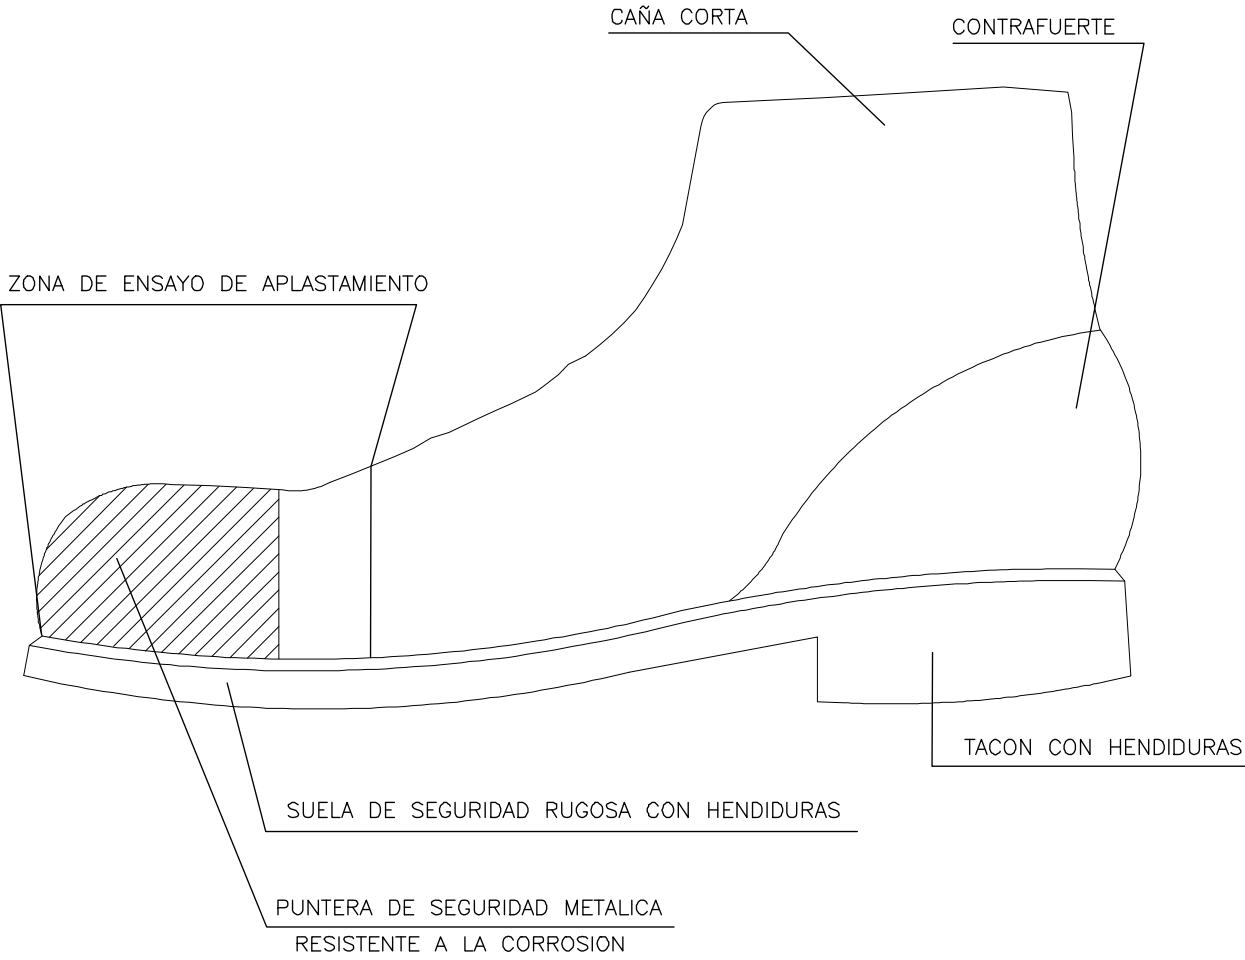 CAÑA CORTA
CONTRAFUERTE
ZONA DE ENSAYO DE APLASTAMIENTO
TACON CON HENDIDURAS
SUELA DE SEGURIDAD RUGOSA CON HENDIDURAS
PUNTERA DE SEGURIDAD METALICA
RESISTENTE A LA CORROSION